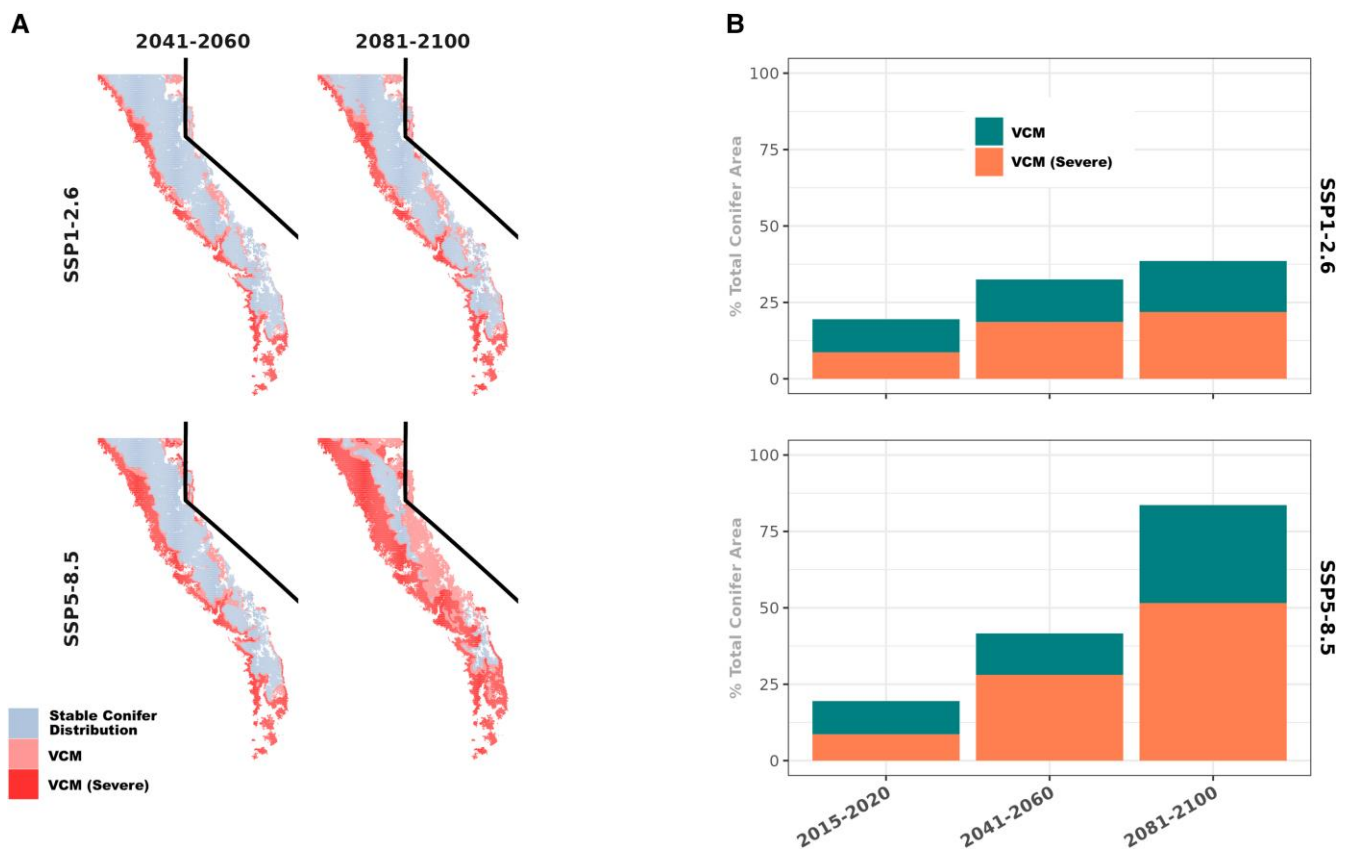 A
2041-2060
2081-2100
SSP1-2.6
SSP5-8.5
Stable Conifer
Distribution
VCM
VCM (Severe)
B
100
75
50
25
0
% Total Conifer Area
VCM
VCM (Severe)
SSP1-2.6
100
75
50
25
0
% Total Conifer Area
SSP5-8.5
2015-2020
2041-2060
2081-2100